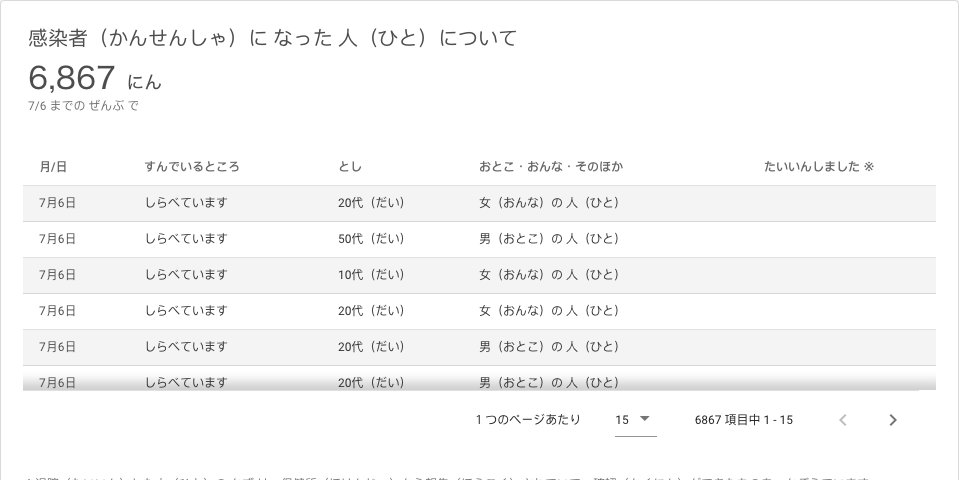 感染者（かんせんしゃ）に なった 人（ひと）について
6,867 にん
7/6 までの ぜんぶ で
月/日 すんでいるところ とし おとこ・おんな・そのほか たいいんしました ※
7月6日 しらべています 20代（だい） 女（おんな）の 人（ひと）
7月6日 しらべています 50代（だい） 男（おとこ）の 人（ひと）
7月6日 しらべています 10代（だい） 女（おんな）の 人（ひと）
7月6日 しらべています 20代（だい） 女（おんな）の 人（ひと）
7月6日 しらべています 20代（だい） 男（おとこ）の 人（ひと）
7月6日 しらべています 20代（だい） 男（おとこ）の 人（ひと）
1 つのページあたり 15 6867 項目中 1 - 15